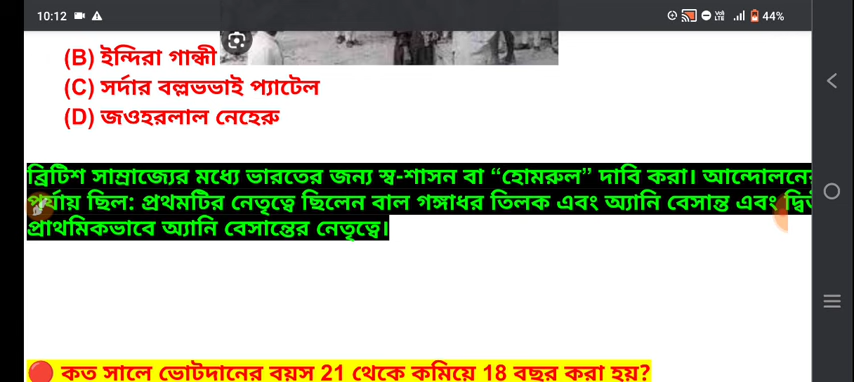 10:12
44%
(B) ইন্দিরা গান্ধী
(C) সর্দার বল্লভভাই প্যাটেল
(D) জওহরলাল নেহেরু
ব্রিটিশ সাম্রাজ্যের মধ্যে ভারতের জন্য স্ব-শাসন বা “হোমরুল” দাবি করা। আন্দোলনের
পর্যায় ছিল: প্রথমটির নেতৃত্বে ছিলেন বাল গঙ্গাধর তিলক এবং অ্যানি বেসান্ত এবং
প্রাথমিকভাবে অ্যানি বেসান্তের নেতৃত্বে।
কত সালে ভোটদানের বয়স 21 থেকে কমিয়ে 18 বছর করা হয়?